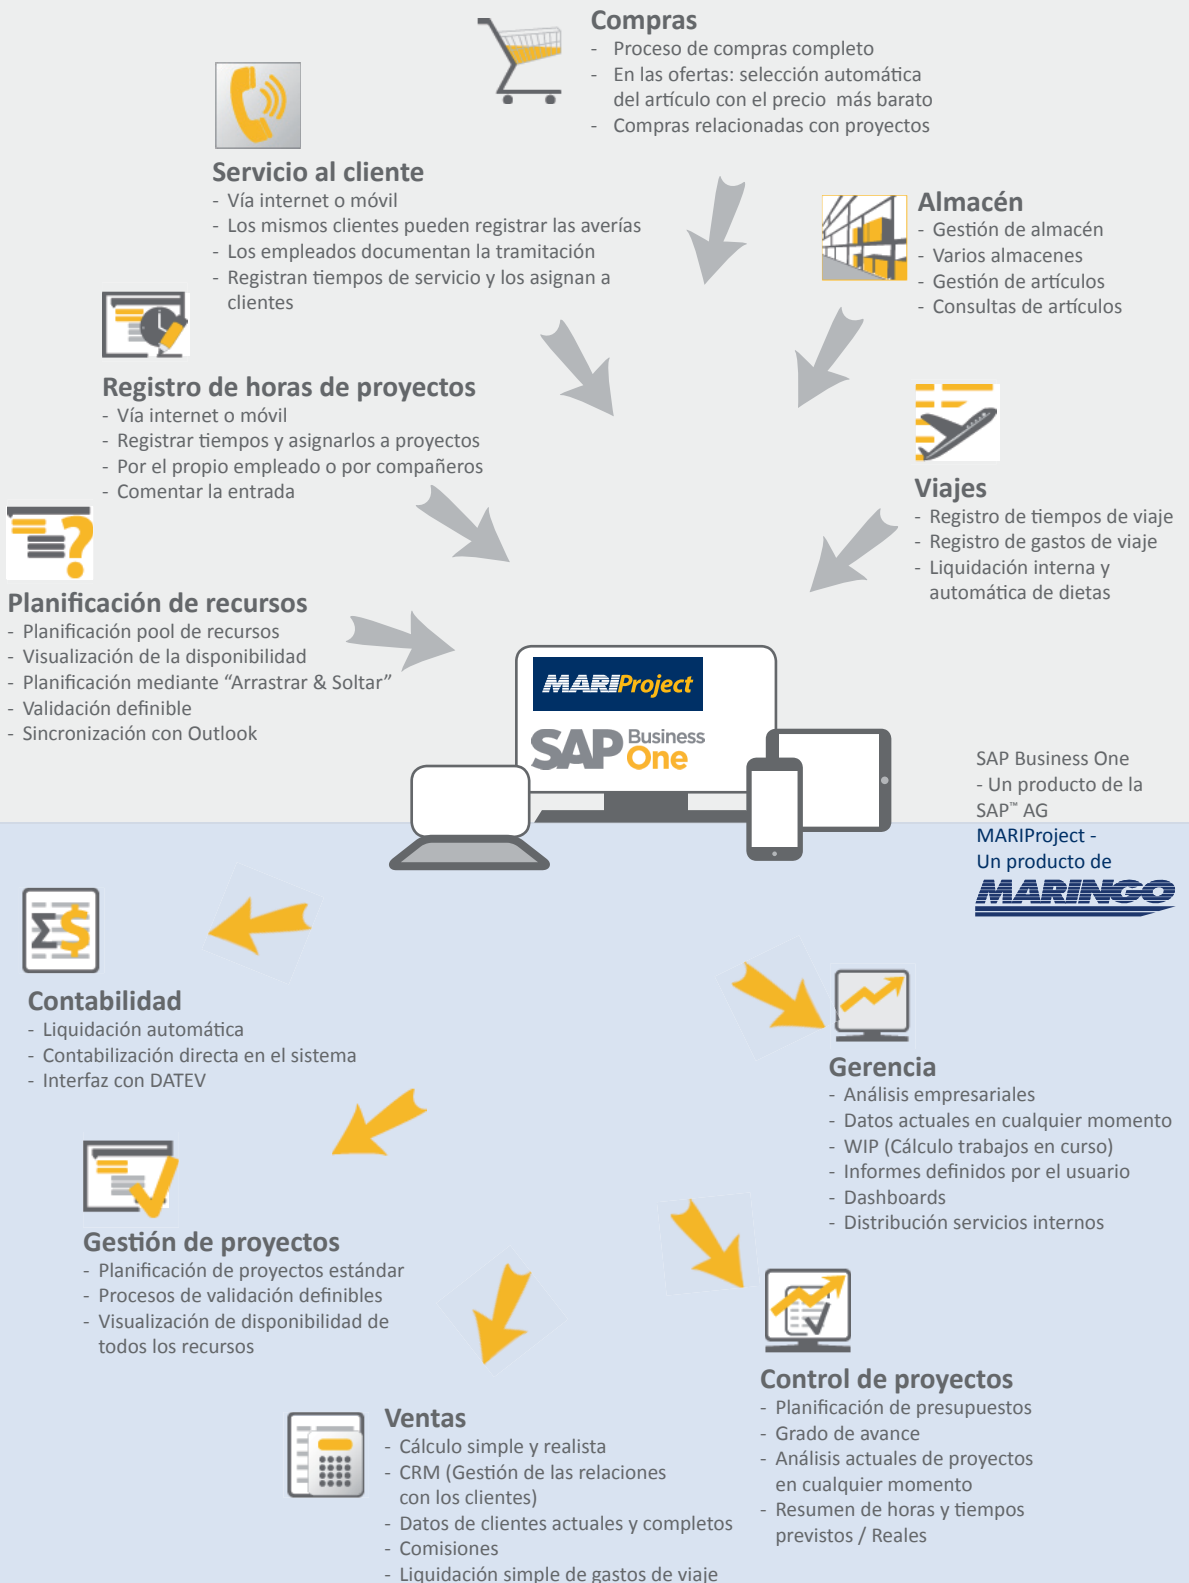 Compras
- Proceso de compras completo
- En las ofertas: selección automática
del artículo con el precio más barato
- Compras relacionadas con proyectos
Servicio al cliente
- Vía internet o móvil
- Los mismos clientes pueden registrar las averías
- Los empleados documentan la tramitación
- Registran tiempos de servicio y los asignan a
clientes
Almacén
- Gestión de almacén
- Varios almacenes
- Gestión de artículos
- Consultas de artículos
Registro de horas de proyectos
- Vía internet o móvil
- Registrar tiempos y asignarlos a proyectos
- Por el propio empleado o por compañeros
- Comentar la entrada
Viajes
- Registro de tiempos de viaje
- Registro de gastos de viaje
- Liquidación interna y
automática de dietas
Planificación de recursos
- Planificación pool de recursos
- Visualización de la disponibilidad
- Planificación mediante “Arrastrar & Soltar”
- Validación definible
- Sincronización con Outlook
MARIProject
SAP Business One
SAP Business One
- Un producto de la
SAP™ AG
MARIProject -
Un producto de
MARINGO
Contabilidad
- Liquidación automática
- Contabilización directa en el sistema
- Interfaz con DATEV
Gerencia
- Análisis empresariales
- Datos actuales en cualquier momento
- WIP (Cálculo trabajos en curso)
- Informes definidos por el usuario
- Dashboards
- Distribución servicios internos
Gestión de proyectos
- Planificación de proyectos estándar
- Procesos de validación definibles
- Visualización de disponibilidad de
todos los recursos
Control de proyectos
- Planificación de presupuestos
- Grado de avance
- Análisis actuales de proyectos
en cualquier momento
- Resumen de horas y tiempos
previstos / Reales
Ventas
- Cálculo simple y realista
- CRM (Gestión de las relaciones
con los clientes)
- Datos de clientes actuales y completos
- Comisiones
- Liquidación simple de gastos de viaje